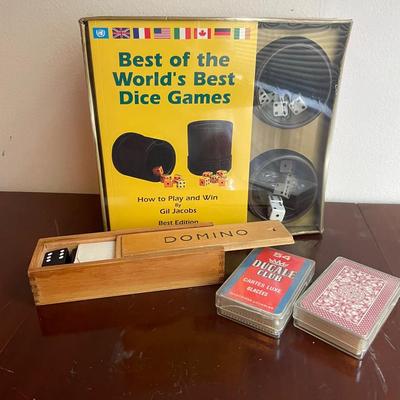 Best of the
World's Best
Dice Games
How to Play and Win
By
Gil Jacobs
Best Edition
DOMINO
54
DUCALE
CLUB
CARTES LUXE
GLACÉES